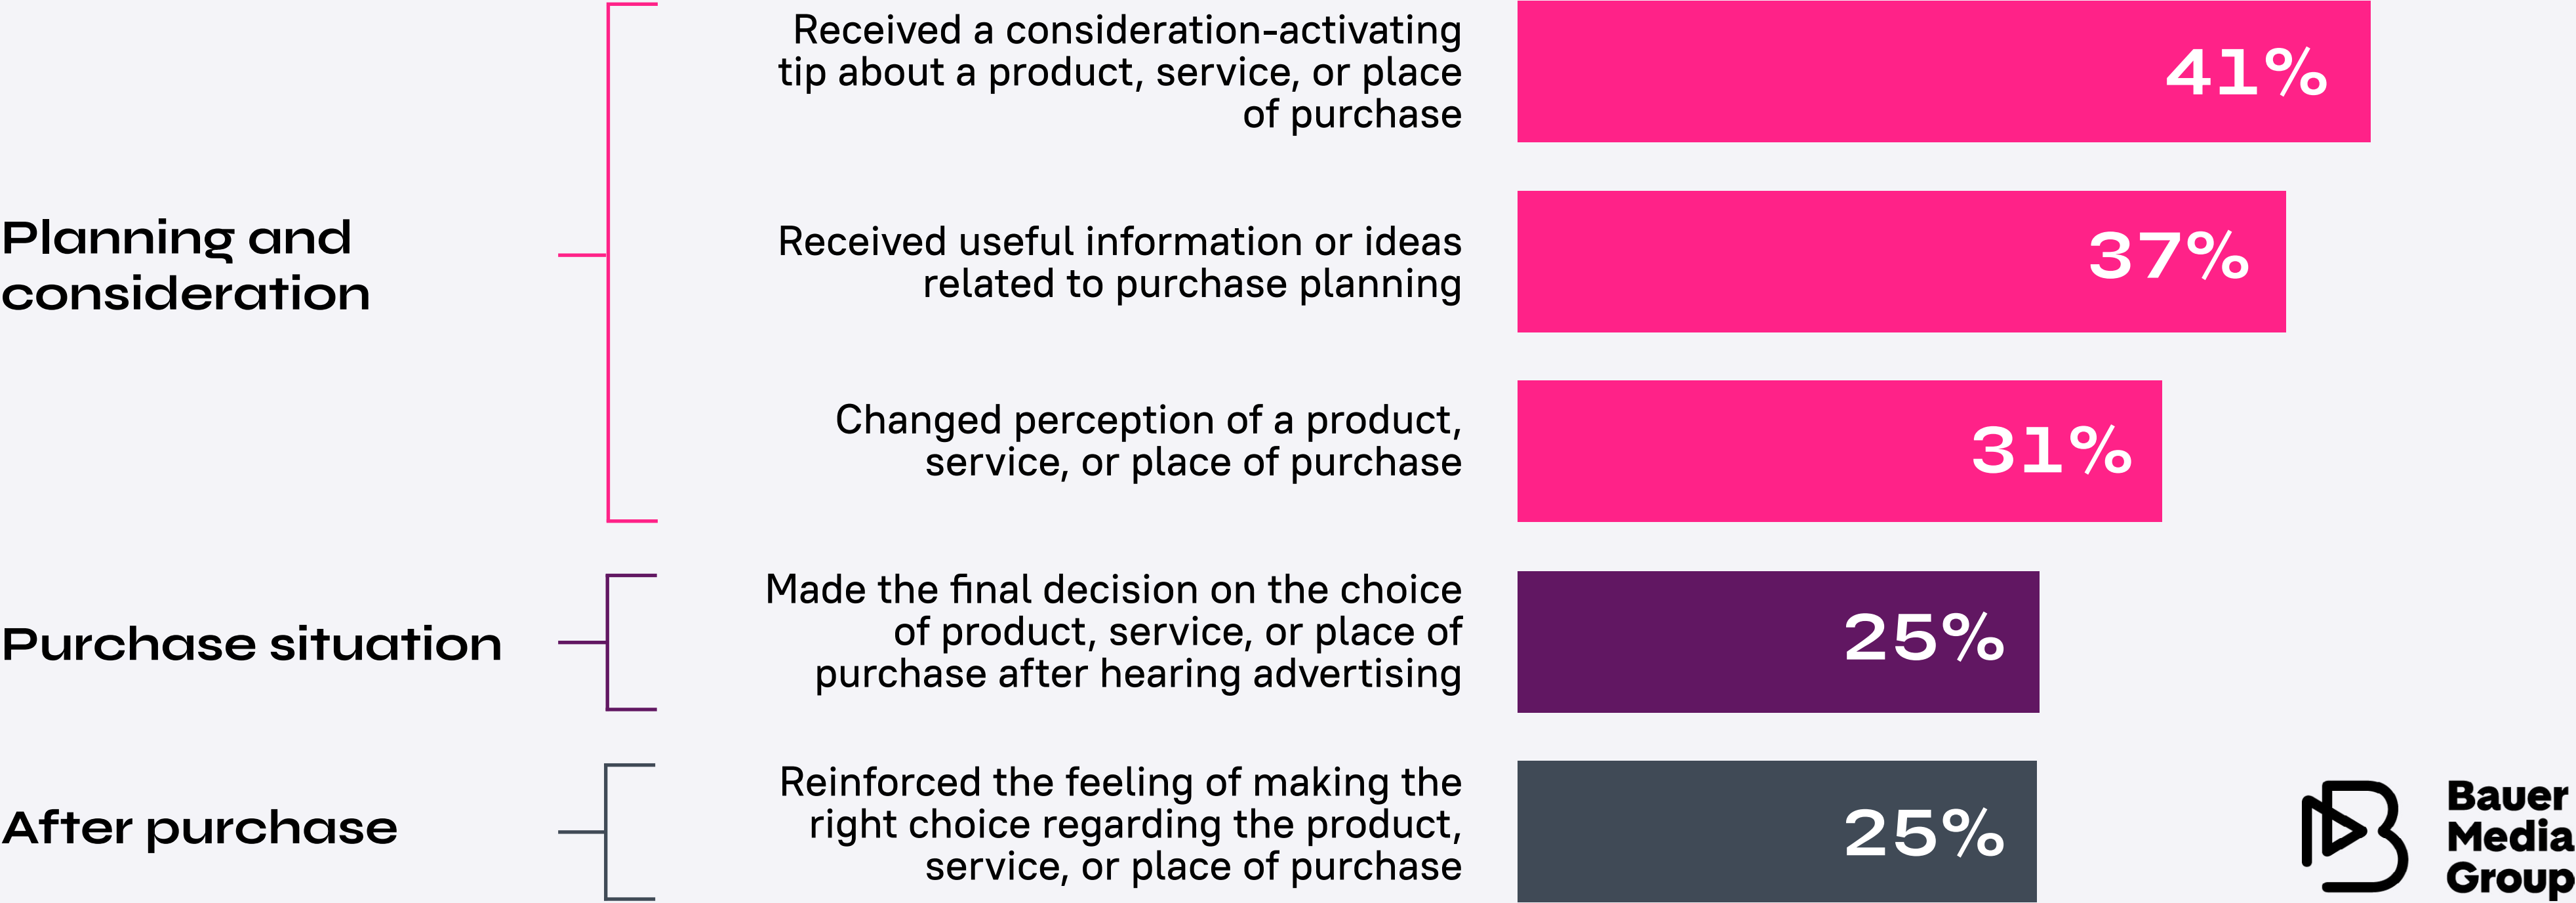 Planning and
consideration
Received a consideration-activating
tip about a product, service, or place
of purchase
41%
Received useful information or ideas
related to purchase planning
37%
Changed perception of a product,
service, or place of purchase
31%
Purchase situation
Made the final decision on the choice
of product, service, or place of
purchase after hearing advertising
25%
After purchase
Reinforced the feeling of making the
right choice regarding the product,
service, or place of purchase
25%
Bauer
Media
Group